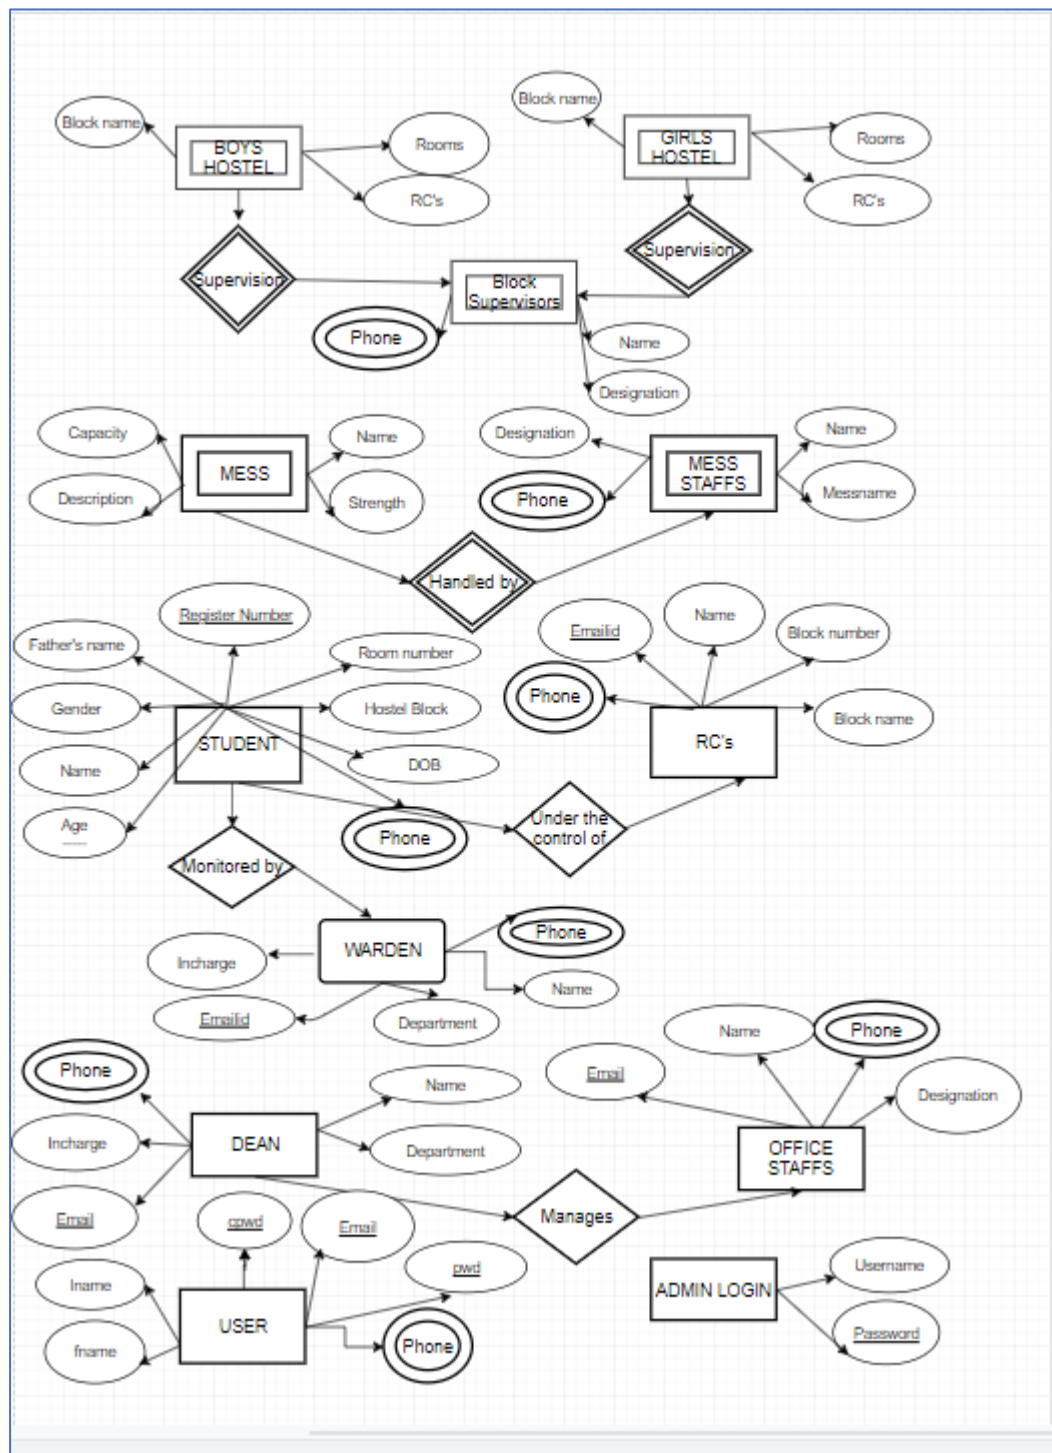 Block name
BOYS
HOSTEL
Rooms
RC's
Block name
GIRLS
HOSTEL
Rooms
RC's
Supervision
Supervision
Block
Supervisors
Phone
Name
Designation
Capacity
Description
MESS
Name
Strength
Designation
Phone
MESS
STAFFS
Name
Messname
Handled by
Register Number
Father's name
Gender
Name
Age
STUDENT
Room number
Hostel Block
DOB
Phone
Emailid
Name
Block number
Phone
Block name
RC's
Under the
control of
Monitored by
WARDEN
Phone
Incharge
Name
Emailid
Department
Phone
Incharge
Email
DEAN
Name
Department
Name
Phone
Email
Designation
OFFICE
STAFFS
Manages
cpwd
Email
pwd
lname
fname
USER
Phone
ADMIN LOGIN
Username
Password